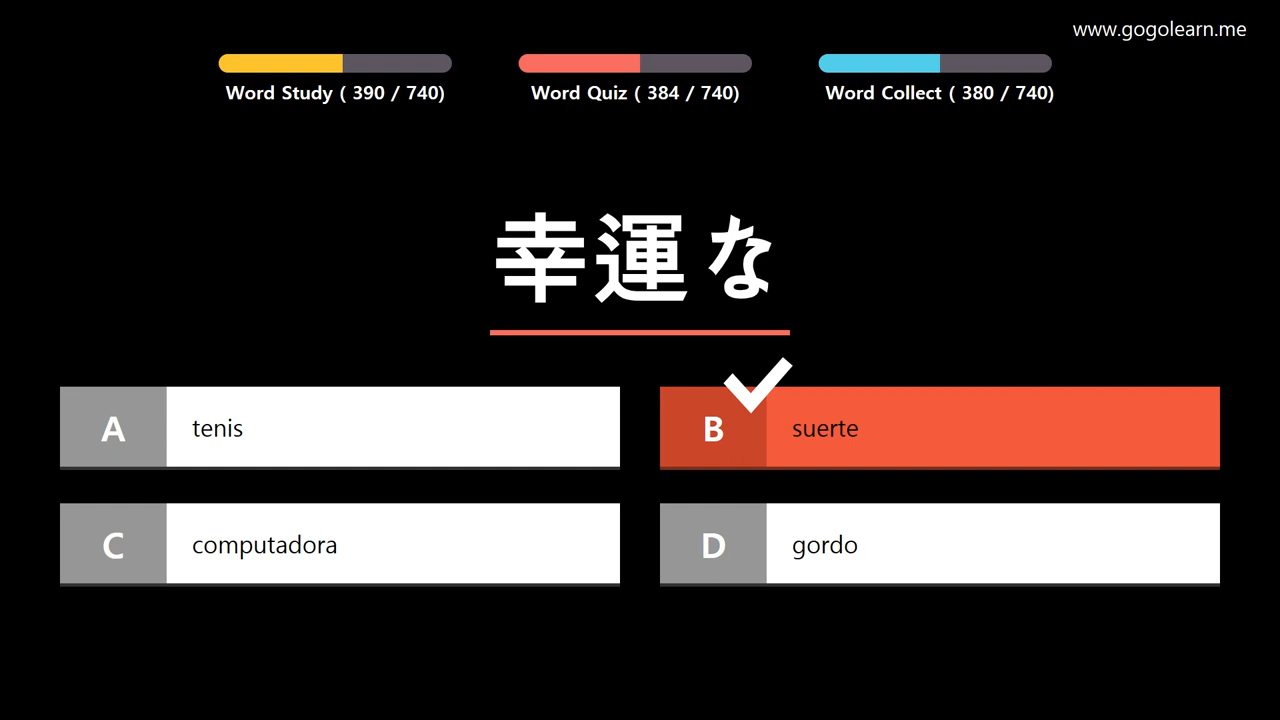 www.gogolearn.me
Word Study ( 390 / 740)
Word Quiz ( 384 / 740)
Word Collect ( 380 / 740)
幸運な
A tenis
B suerte
C computadora
D gordo